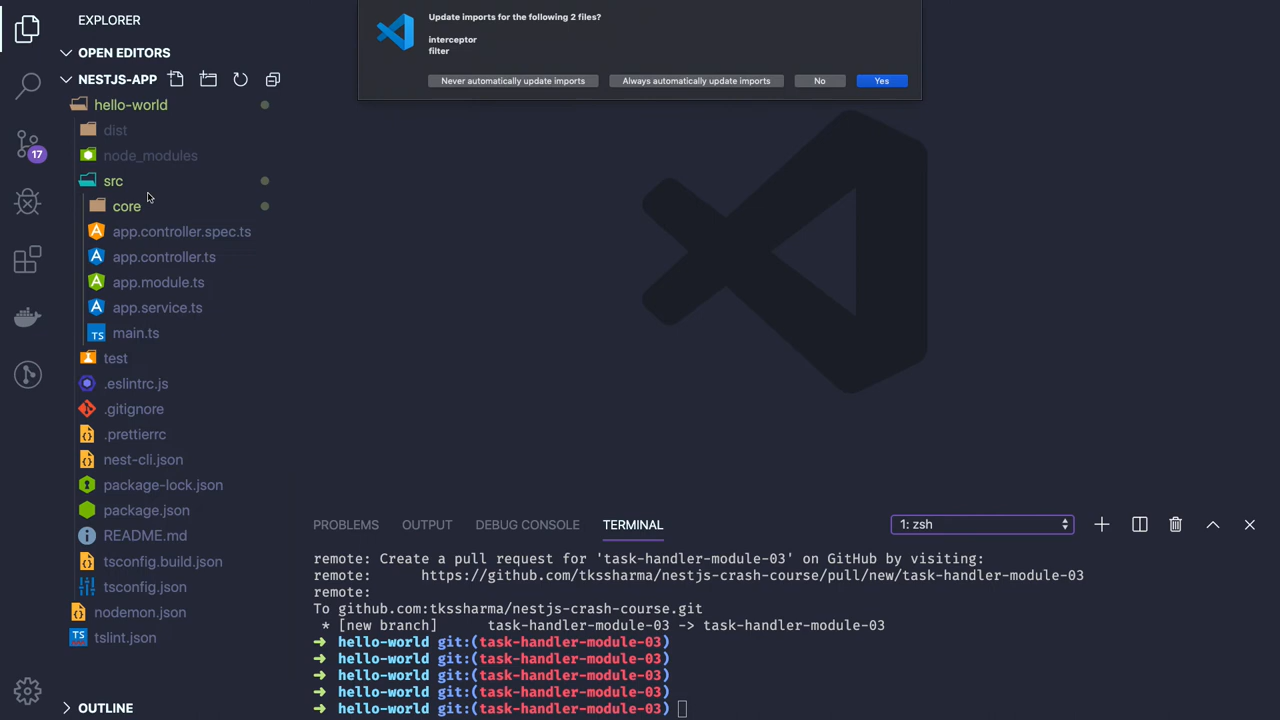 EXPLORER
OPEN EDITORS
NESTJS-APP
hello-world
dist
node_modules
src
core
app.controller.spec.ts
app.controller.ts
app.module.ts
app.service.ts
TS main.ts
test
.eslintrc.js
.gitignore
.prettierrc
nest-cli.json
package-lock.json
package.json
README.md
tsconfig.build.json
tsconfig.json
nodemon.json
TS tslint.json
OUTLINE
17
Update imports for the following 2 files?
interceptor
filter
Never automatically update imports
Always automatically update imports
No
Yes
PROBLEMS
OUTPUT
DEBUG CONSOLE
TERMINAL
1: zsh
remote: Create a pull request for 'task-handler-module-03' on GitHub by visiting:
remote:      https://github.com/tkssharma/nestjs-crash-course/pull/new/task-handler-module-03
remote:
To github.com:tkssharma/nestjs-crash-course.git
* [new branch]      task-handler-module-03 -> task-handler-module-03
➜ hello-world git:(task-handler-module-03)
➜ hello-world git:(task-handler-module-03)
➜ hello-world git:(task-handler-module-03)
➜ hello-world git:(task-handler-module-03)
➜ hello-world git:(task-handler-module-03)